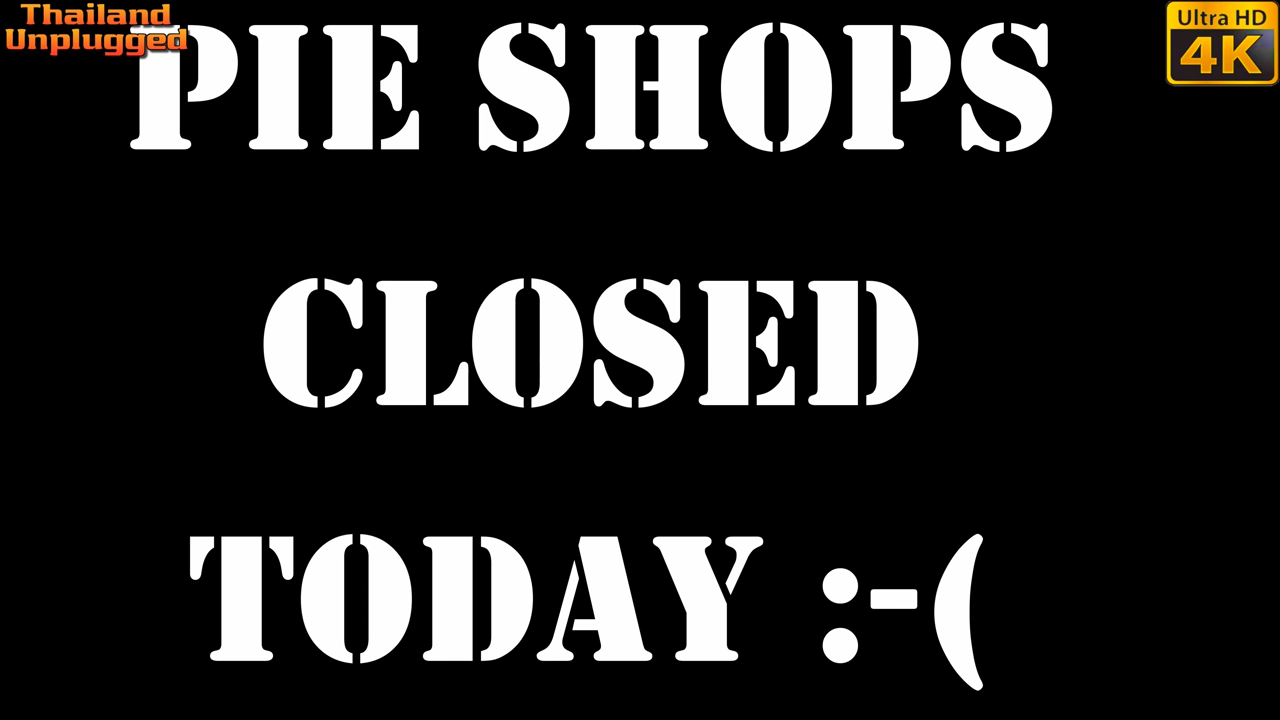 Thailand
Unplugged
Ultra HD
4K
PIE SHOPS
CLOSED
TODAY :-(